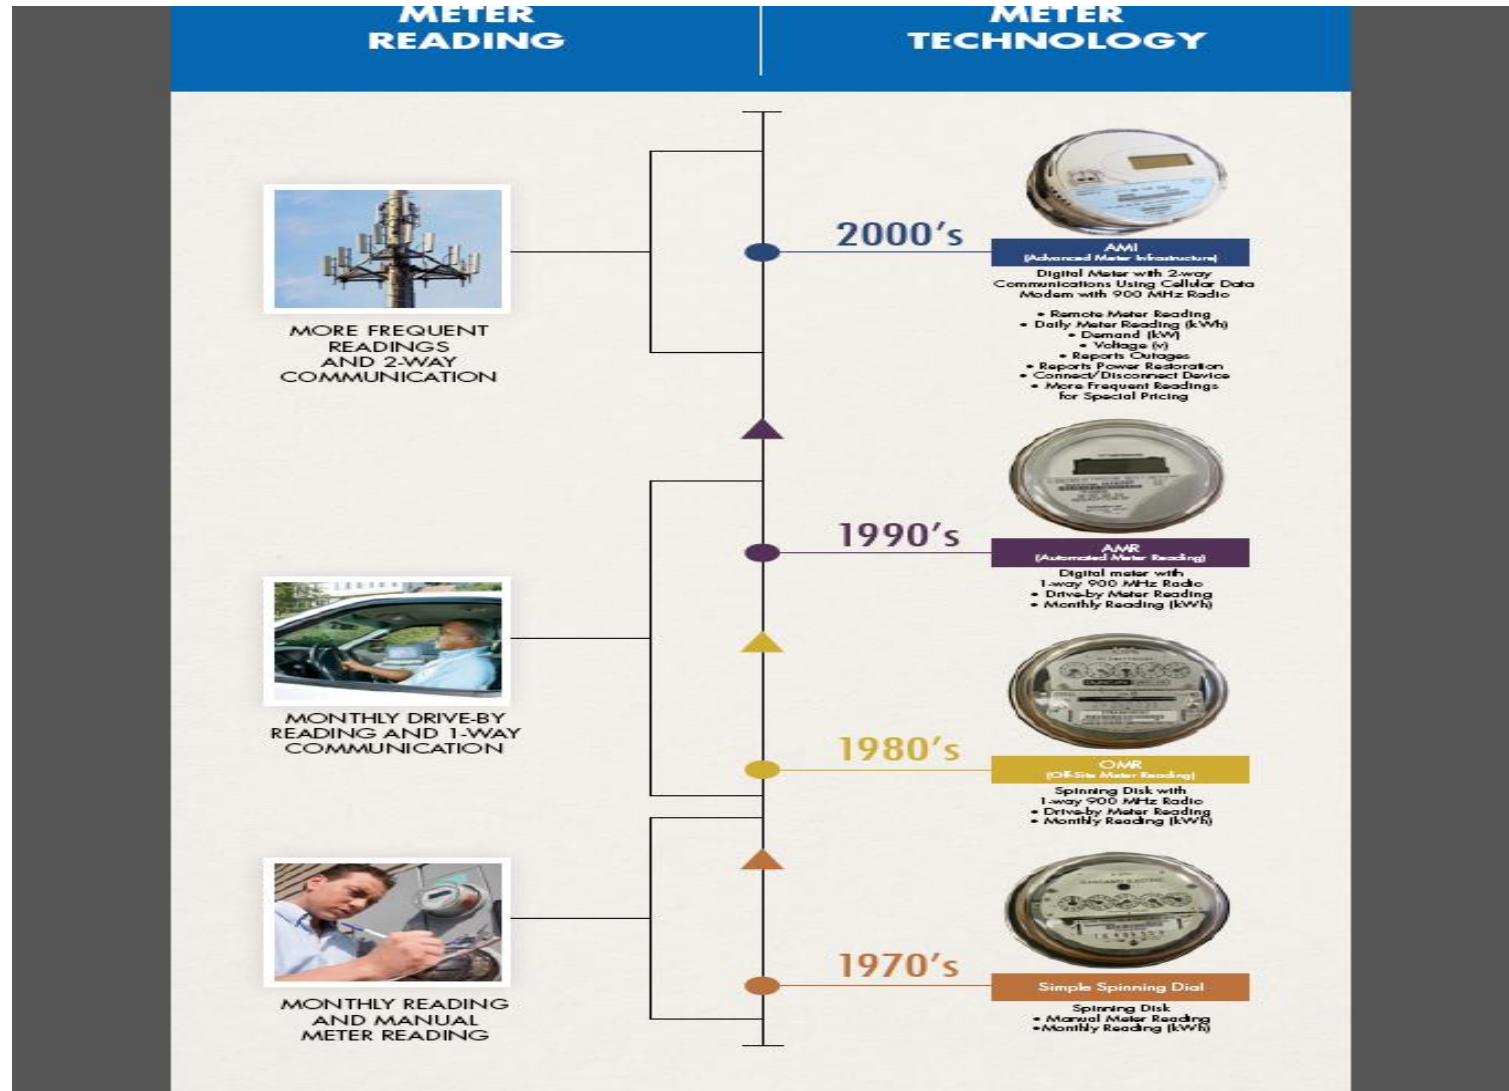 METER
READING
METER
TECHNOLOGY
MORE FREQUENT
READINGS
AND 2-WAY
COMMUNICATION
2000's
AMI
(Advanced Meter Infrastructure)
Digital Meter with 2-way
Communications Using Cellular Data
Modem with 900 MHz Radio
• Remote Meter Reading
• Daily Meter Reading (kWh)
• Demand (kW)
• Voltage (v)
• Reports Outages
• Reports Power Restoration
• Connect/Disconnect Device
• More Frequent Readings
for Special Pricing
1990's
AMR
(Automated Meter Reading)
Digital meter with
1-way 900 MHz Radio
• Drive-by Meter Reading
• Monthly Reading (kWh)
MONTHLY DRIVE-BY
READING AND 1-WAY
COMMUNICATION
1980's
OMR
(Off-Site Meter Reading)
Spinning Disk with
1-way 900 MHz Radio
• Drive-by Meter Reading
• Monthly Reading (kWh)
MONTHLY READING
AND MANUAL
METER READING
1970's
Simple Spinning Dial
Spinning Disk
• Manual Meter Reading
•Monthly Reading (kWh)